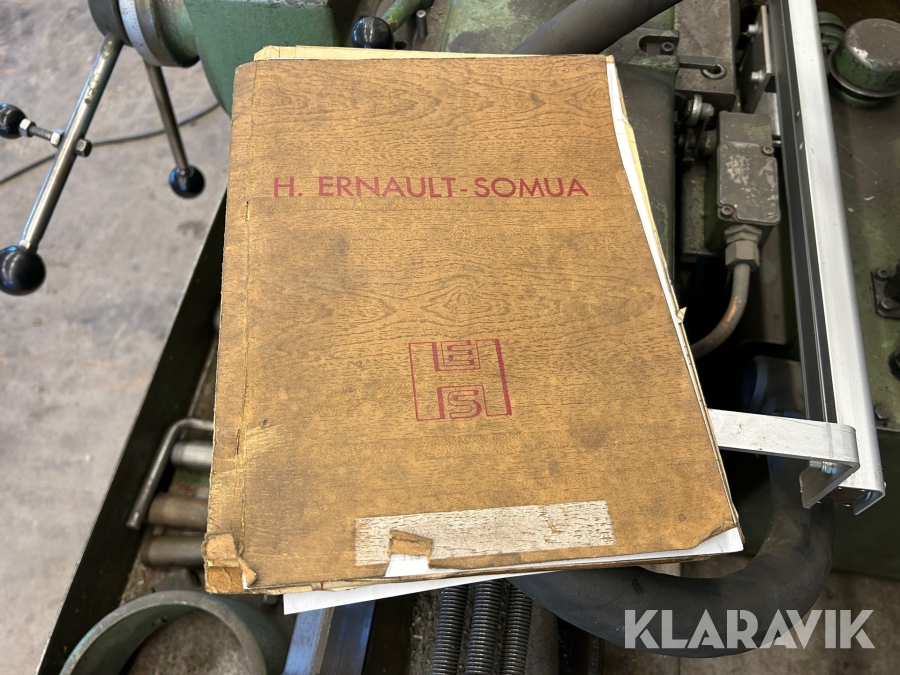 H. ERNAULT-SOMUA
E
S
KLARAVIK